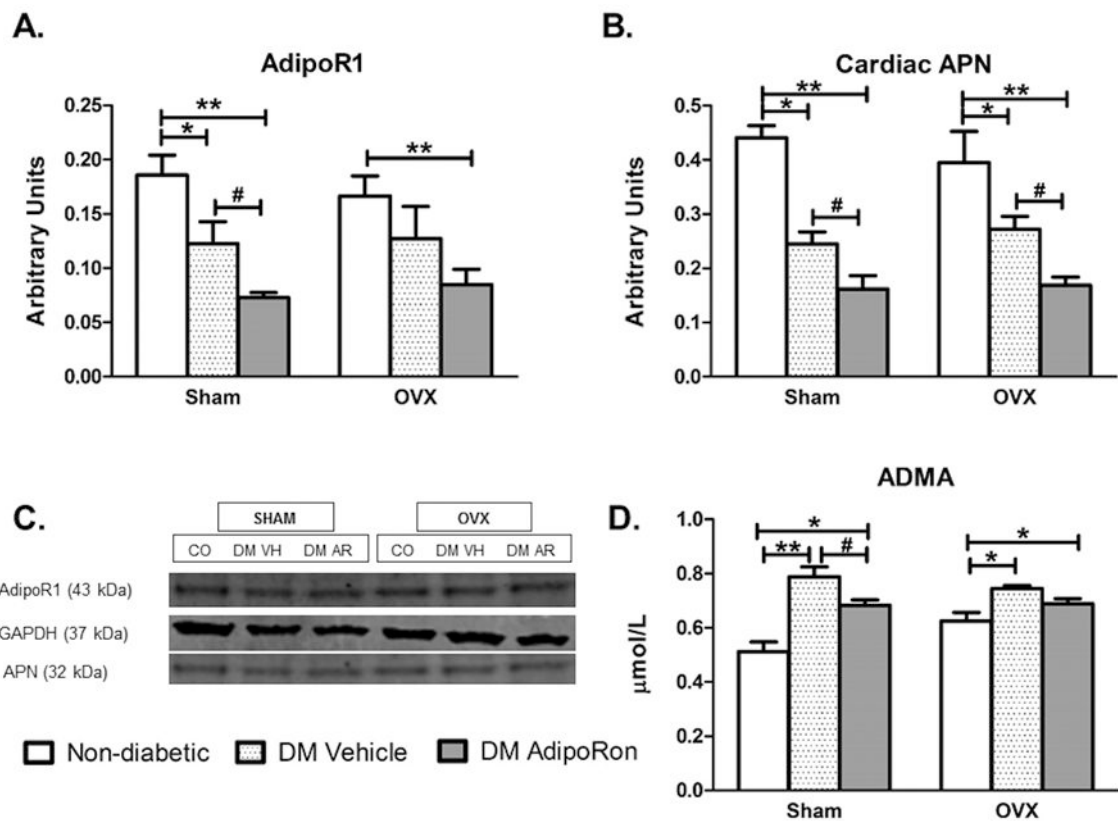 A.
AdipoR1
Arbitrary Units
0.25
0.20
0.15
0.10
0.05
0.00
**
*
#
**
Sham
OVX
B.
Cardiac APN
Arbitrary Units
0.5
0.4
0.3
0.2
0.1
0.0
**
*
#
**
*
#
Sham
OVX
C.
SHAM
OVX
CO
DM VH
DM AR
CO
DM VH
DM AR
AdipoR1 (43 kDa)
GAPDH (37 kDa)
APN (32 kDa)
Non-diabetic
DM Vehicle
DM AdipoRon
D.
ADMA
μmol/L
1.0
0.8
0.6
0.4
0.2
0.0
*
**
#
*
*
Sham
OVX